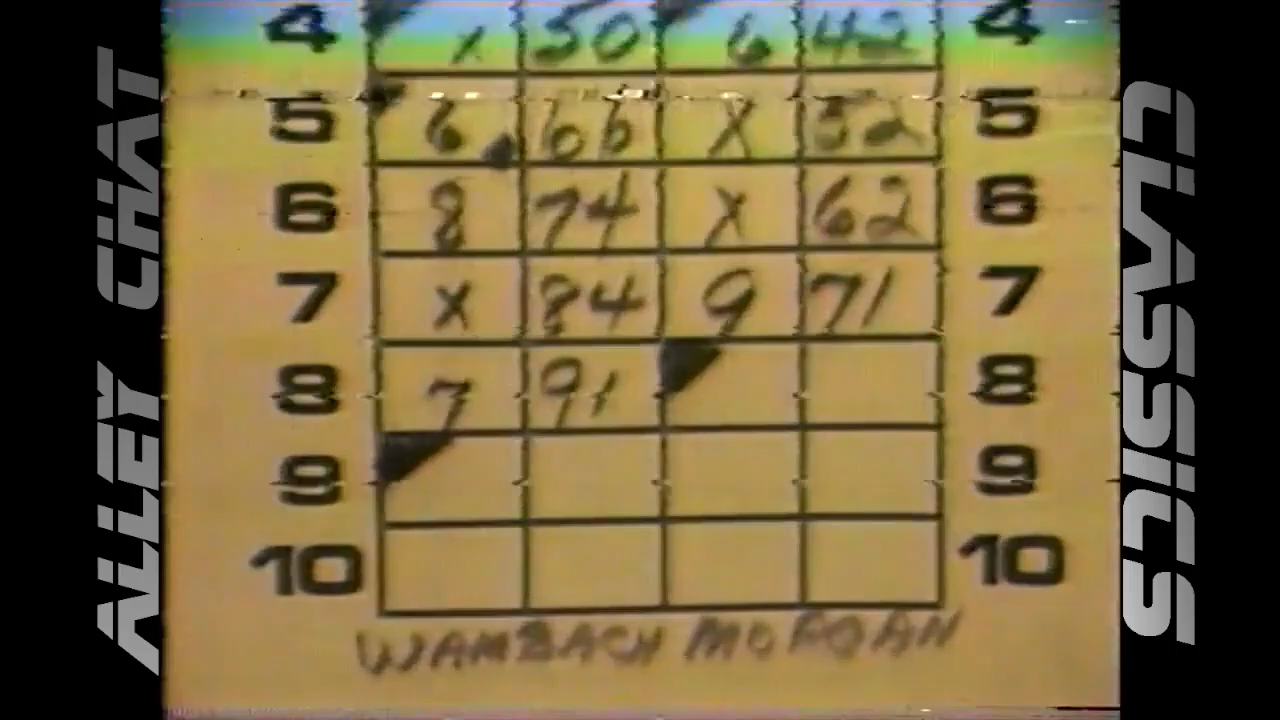 ALLEY CHAT
4 X 50 6 42 4
5 6 66 X 52 5
6 8 74 X 62 6
7 X 84 9 71 7
8 7 91 8
9 9
10 10
WAMBACH MORGAN
CLASSICS